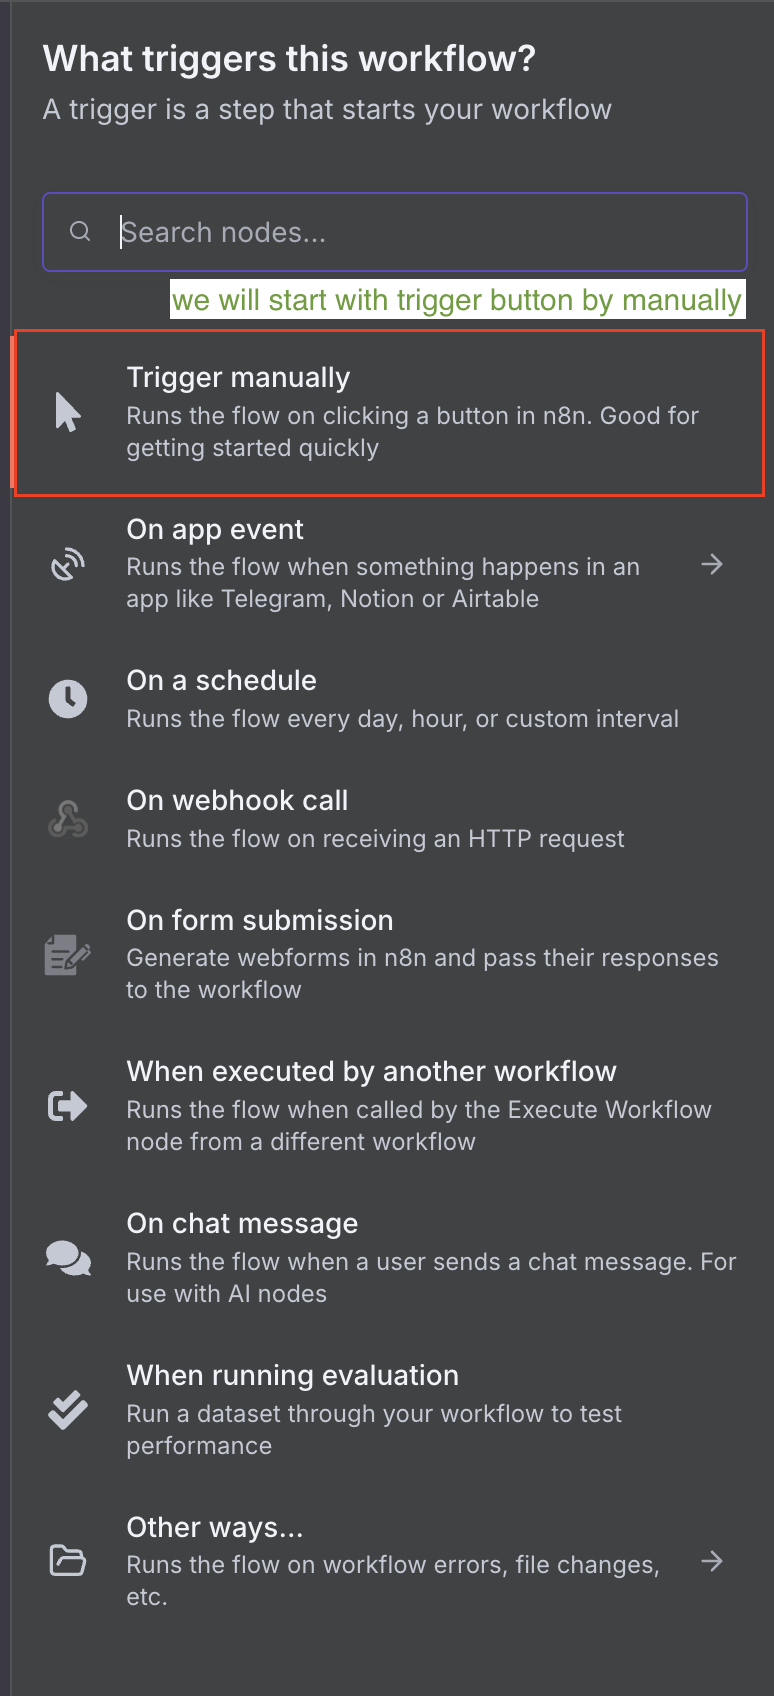 What triggers this workflow?
A trigger is a step that starts your workflow
Search nodes...
we will start with trigger button by manually
Trigger manually
Runs the flow on clicking a button in n8n. Good for
getting started quickly
On app event
Runs the flow when something happens in an
app like Telegram, Notion or Airtable
On a schedule
Runs the flow every day, hour, or custom interval
On webhook call
Runs the flow on receiving an HTTP request
On form submission
Generate webforms in n8n and pass their responses
to the workflow
When executed by another workflow
Runs the flow when called by the Execute Workflow
node from a different workflow
On chat message
Runs the flow when a user sends a chat message. For
use with AI nodes
When running evaluation
Run a dataset through your workflow to test
performance
Other ways...
Runs the flow on workflow errors, file changes,
etc.